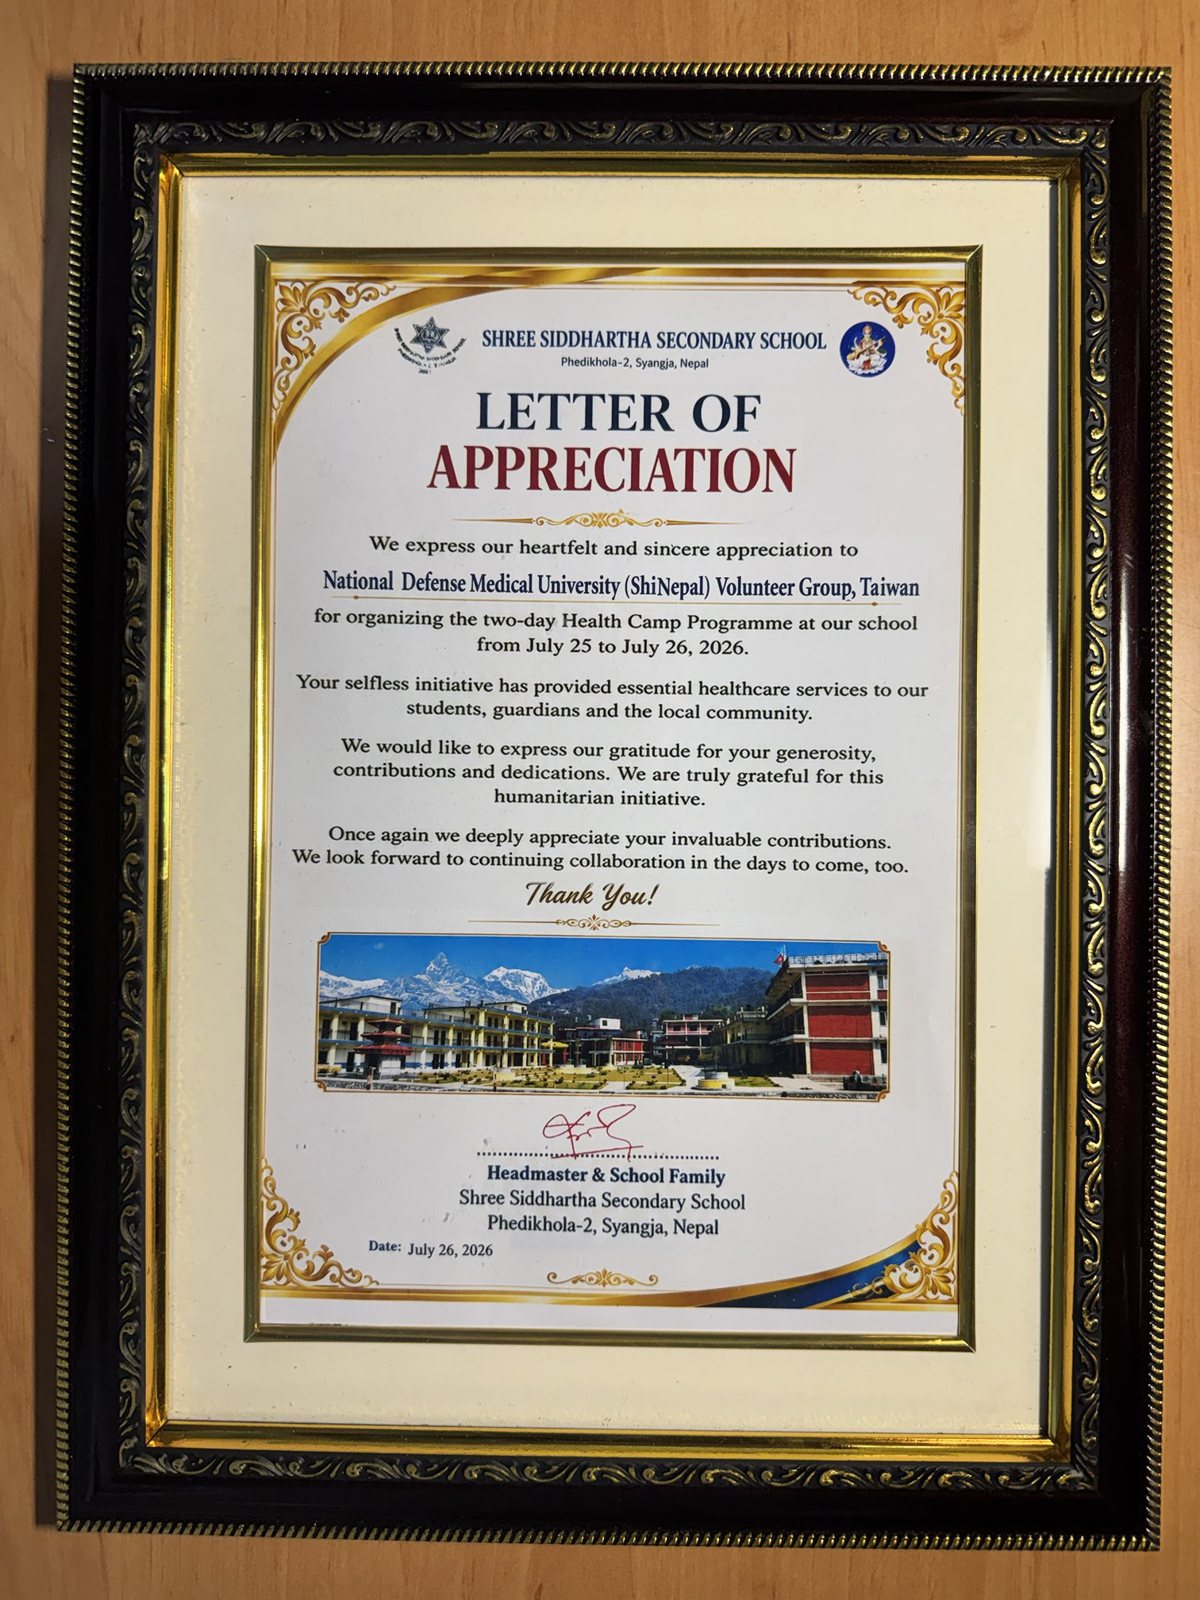 SHREE SIDDHARTHA SECONDARY SCHOOL
Phedikhola-2, Syangja, Nepal
LETTER OF
APPRECIATION
We express our heartfelt and sincere appreciation to
National Defense Medical University (ShiNepal) Volunteer Group, Taiwan
for organizing the two-day Health Camp Programme at our school
from July 25 to July 26, 2026.
Your selfless initiative has provided essential healthcare services to our
students, guardians and the local community.
We would like to express our gratitude for your generosity,
contributions and dedications. We are truly grateful for this
humanitarian initiative.
Once again we deeply appreciate your invaluable contributions.
We look forward to continuing collaboration in the days to come, too.
Thank You!
Headmaster & School Family
Shree Siddhartha Secondary School
Phedikhola-2, Syangja, Nepal
Date: July 26, 2026